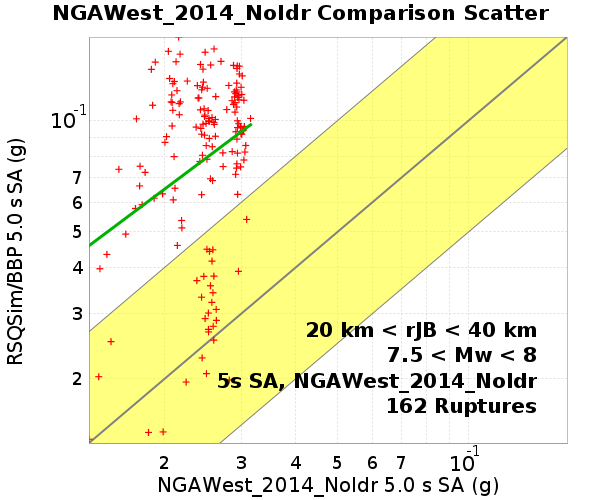 NGAWest_2014_NoIdr Comparison Scatter
RSQSim/BBP 5.0 s SA (g)
10-1
7
6
5
4
3
2
20 km < rJB < 40 km
7.5 < Mw < 8
5s SA, NGAWest_2014_NoIdr
162 Ruptures
2 3 4 5 6 7 10-1
NGAWest_2014_NoIdr 5.0 s SA (g)